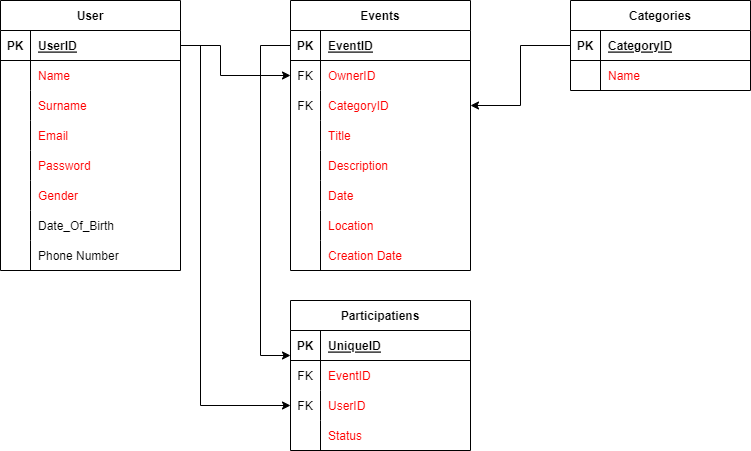 User
PK UserID
Name
Surname
Email
Password
Gender
Date_Of_Birth
Phone Number
Events
PK EventID
FK OwnerID
FK CategoryID
Title
Description
Date
Location
Creation Date
Categories
PK CategoryID
Name
Participatiens
PK UniqueID
FK EventID
FK UserID
Status